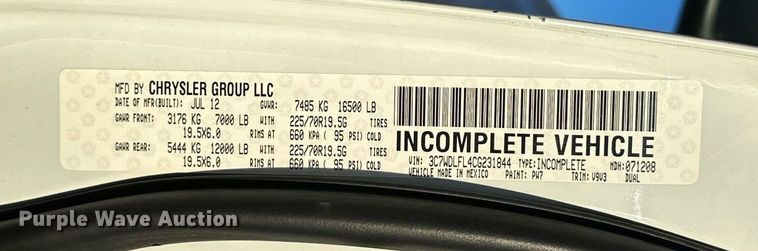 MFD BY CHRYSLER GROUP LLC
DATE OF MFR(BUILT): JUL 12 GVWR: 7485 KG 16500 LB
GAWR FRONT: 3176 KG 7000 LB WITH 225/70R19.5G TIRES
19.5X6.0 RIMS AT 660 KPA ( 95 PSI) COLD
GAWR REAR: 5444 KG 12000 LB WITH 225/70R19.5G TIRES
19.5X6.0 RIMS AT 660 KPA ( 95 PSI) COLD
INCOMPLETE VEHICLE
VIN: 3C7WDLFL4CG231844 TYPE:INCOMPLETE MDH:071208
VEHICLE MADE IN MEXICO PAINT: PW7 TRIM: V9V3 DUAL
Purple Wave Auction